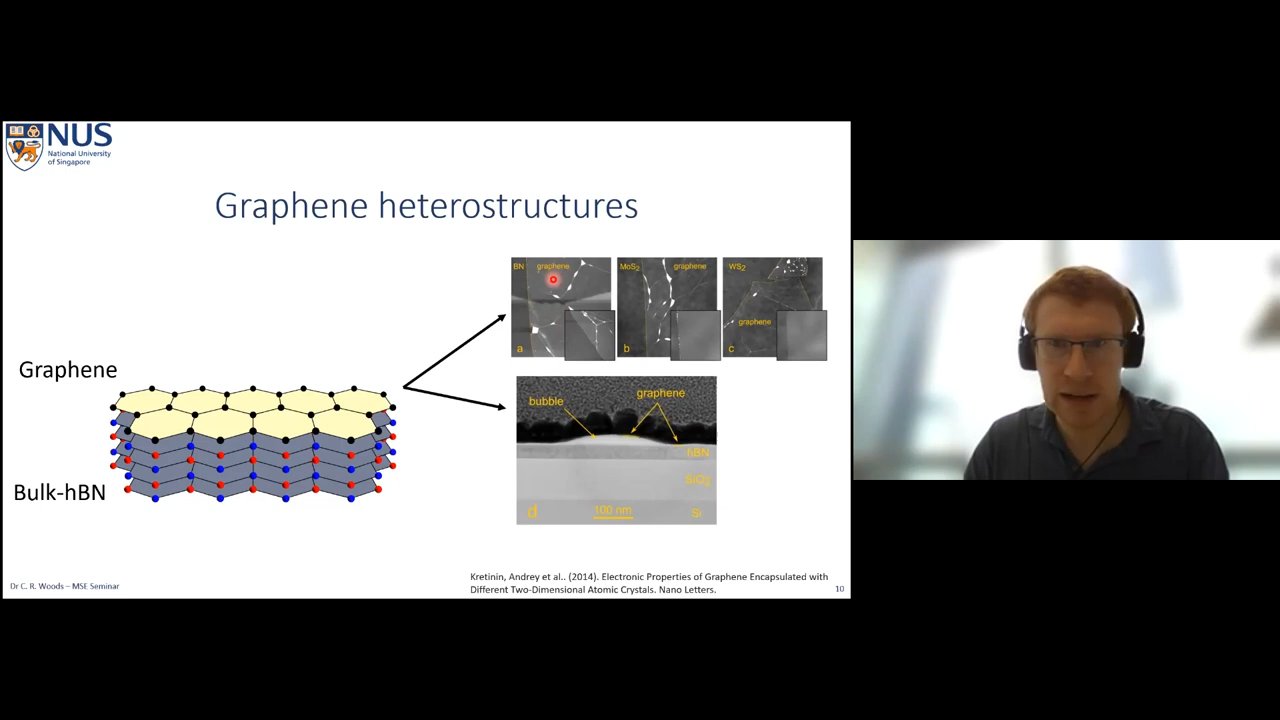 NUS
National University
of Singapore
Graphene heterostructures
BN graphene
a
MoS2 graphene
b
WS2
graphene
c
Graphene
Bulk-hBN
bubble
graphene
hBN
SiO2
d
100 nm
Si
Kretinin, Andrey et al.. (2014). Electronic Properties of Graphene Encapsulated with
Different Two-Dimensional Atomic Crystals. Nano Letters.
Dr C. R. Woods – MSE Seminar
10